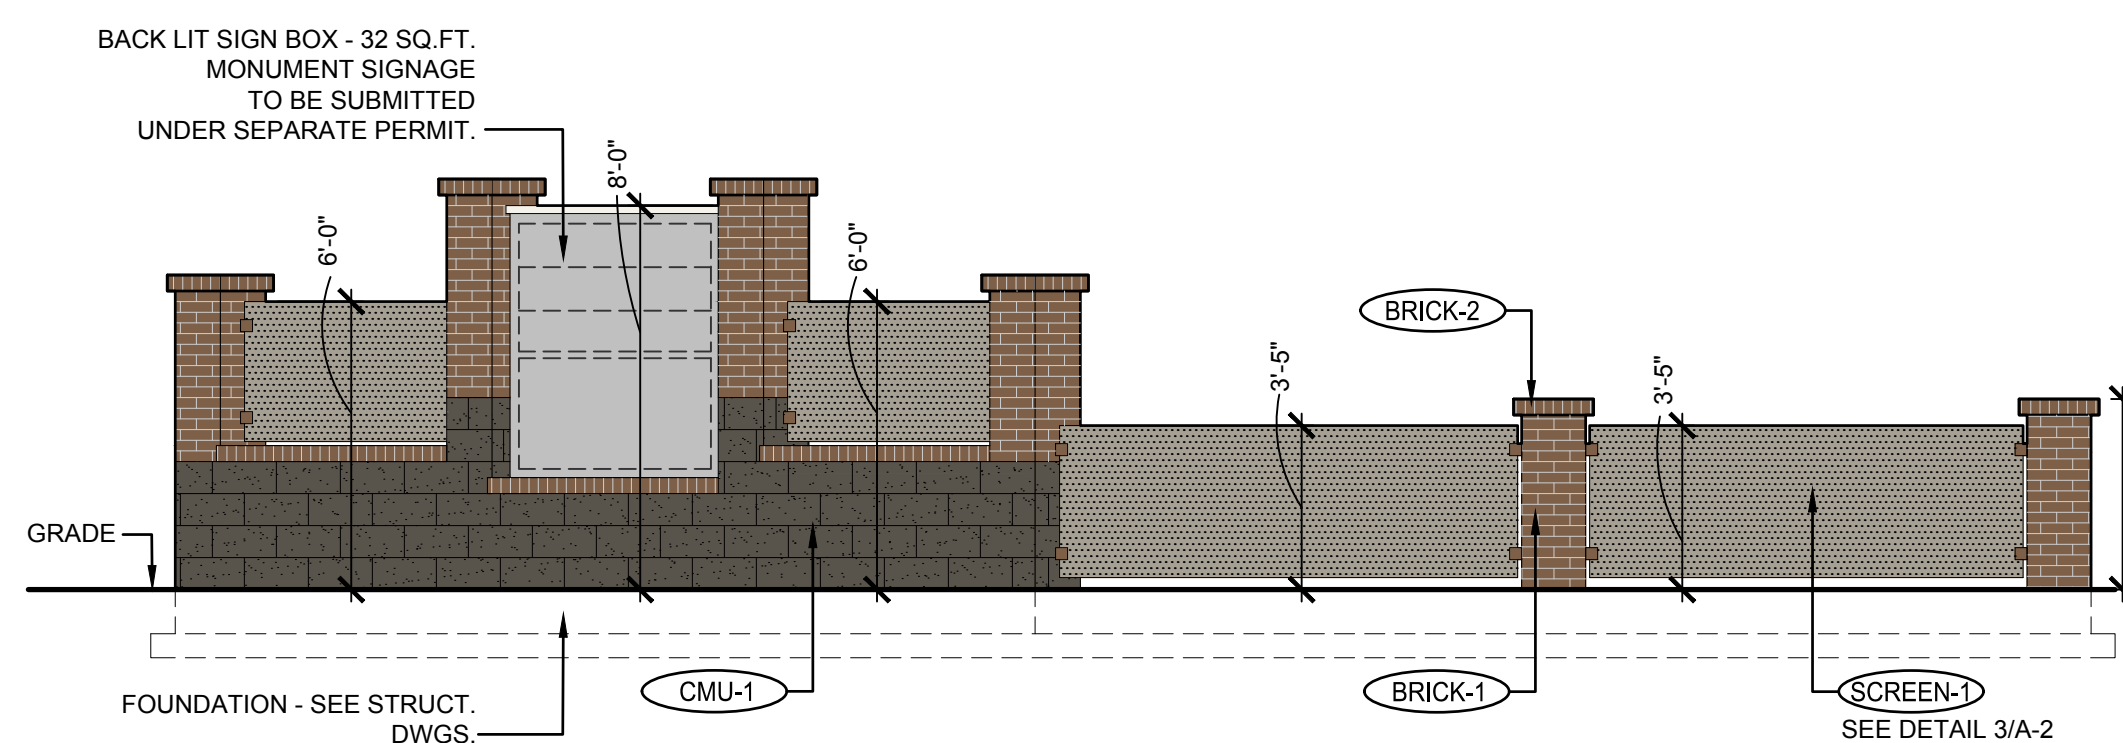 BACK LIT SIGN BOX - 32 SQ.FT.
MONUMENT SIGNAGE
TO BE SUBMITTED
UNDER SEPARATE PERMIT.
8'-0"
6'-0"
6'-0"
BRICK-2
3'-5"
3'-5"
GRADE
CMU-1
BRICK-1
SCREEN-1
SEE DETAIL 3/A-2
FOUNDATION - SEE STRUCT.
DWGS.